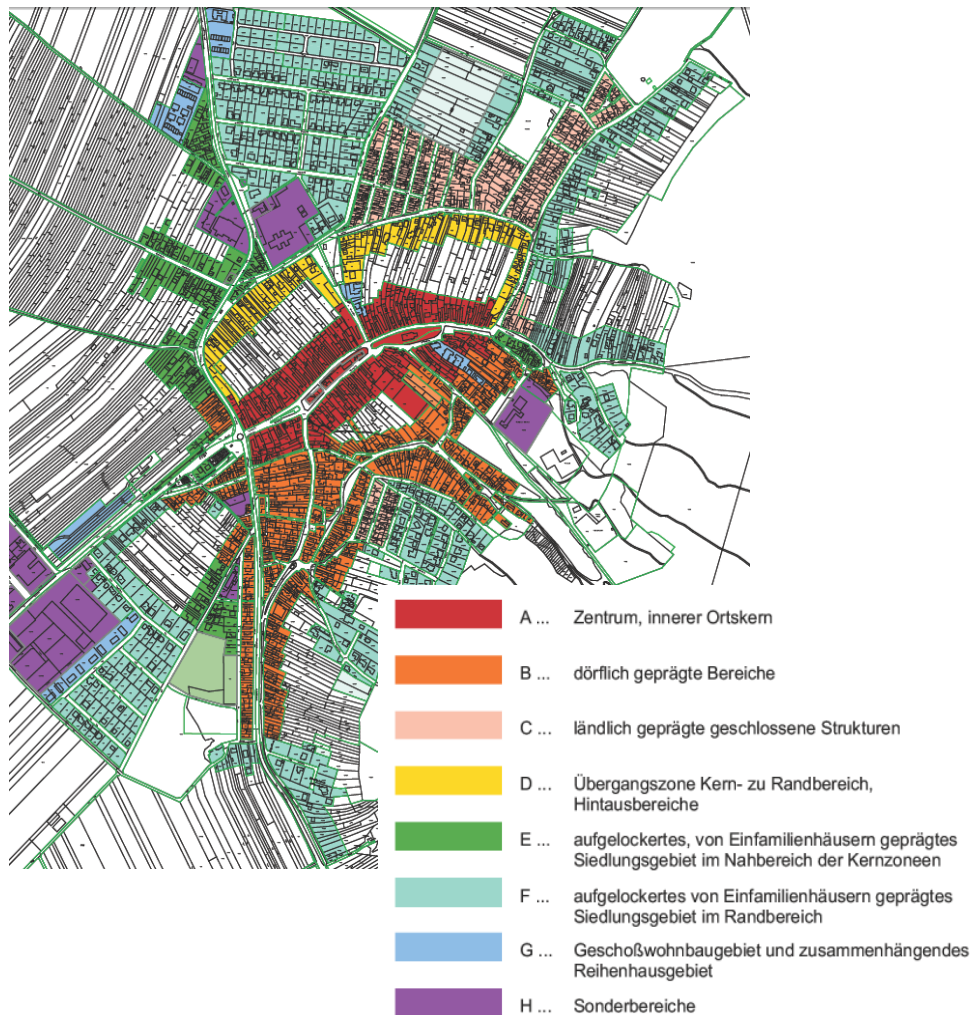 A ... Zentrum, innerer Ortskern
B ... dörflich geprägte Bereiche
C ... ländlich geprägte geschlossene Strukturen
D ... Übergangszone Kern- zu Randbereich,
Hintausbereiche
E ... aufgelockertes, von Einfamilienhäusern geprägtes
Siedlungsgebiet im Nahbereich der Kernzoneen
F ... aufgelockertes von Einfamilienhäusern geprägtes
Siedlungsgebiet im Randbereich
G ... Geschoßwohnbaugebiet und zusammenhängendes
Reihenhausgebiet
H ... Sonderbereiche